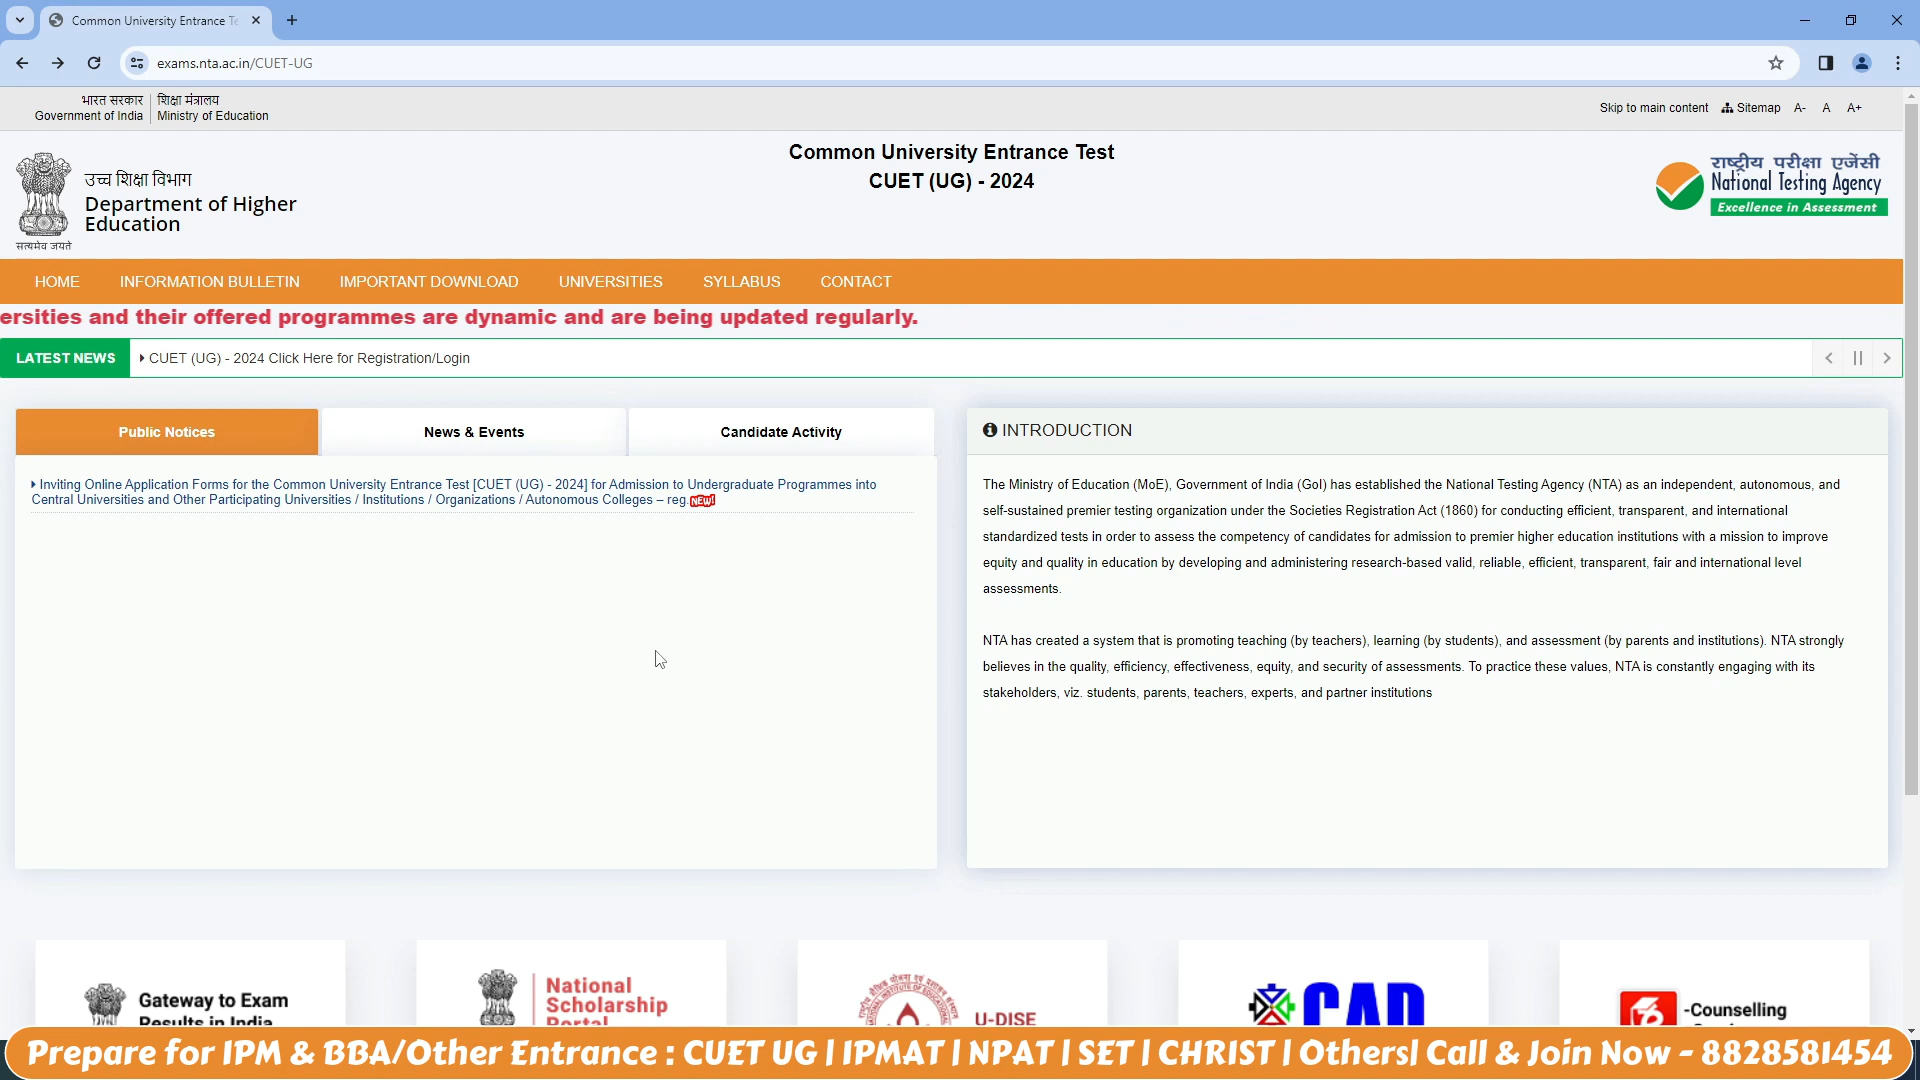 Common University Entrance Te
exams.nta.ac.in/CUET-UG
भारत सरकार
Government of India
शिक्षा मंत्रालय
Ministry of Education
Skip to main content
Sitemap
A-
A
A+
सत्यमेव जयते
उच्च शिक्षा विभाग
Department of Higher
Education
Common University Entrance Test
CUET (UG) - 2024
राष्ट्रीय परीक्षा एजेंसी
National Testing Agency
Excellence in Assessment
HOME
INFORMATION BULLETIN
IMPORTANT DOWNLOAD
UNIVERSITIES
SYLLABUS
CONTACT
ersities and their offered programmes are dynamic and are being updated regularly.
LATEST NEWS
CUET (UG) - 2024 Click Here for Registration/Login
Public Notices
News & Events
Candidate Activity
Inviting Online Application Forms for the Common University Entrance Test [CUET (UG) - 2024] for Admission to Undergraduate Programmes into
Central Universities and Other Participating Universities / Institutions / Organizations / Autonomous Colleges – reg.
NEW!
INTRODUCTION
The Ministry of Education (MoE), Government of India (GoI) has established the National Testing Agency (NTA) as an independent, autonomous, and
self-sustained premier testing organization under the Societies Registration Act (1860) for conducting efficient, transparent, and international
standardized tests in order to assess the competency of candidates for admission to premier higher education institutions with a mission to improve
equity and quality in education by developing and administering research-based valid, reliable, efficient, transparent, fair and international level
assessments.
NTA has created a system that is promoting teaching (by teachers), learning (by students), and assessment (by parents and institutions). NTA strongly
believes in the quality, efficiency, effectiveness, equity, and security of assessments. To practice these values, NTA is constantly engaging with its
stakeholders, viz. students, parents, teachers, experts, and partner institutions
Gateway to Exam
Results in India
National
Scholarship
Portal
U-DISE
CAD
-Counselling
Prepare for IPM & BBA/Other Entrance : CUET UG | IPMAT | NPAT | SET | CHRIST | Others| Call & Join Now - 8828581454